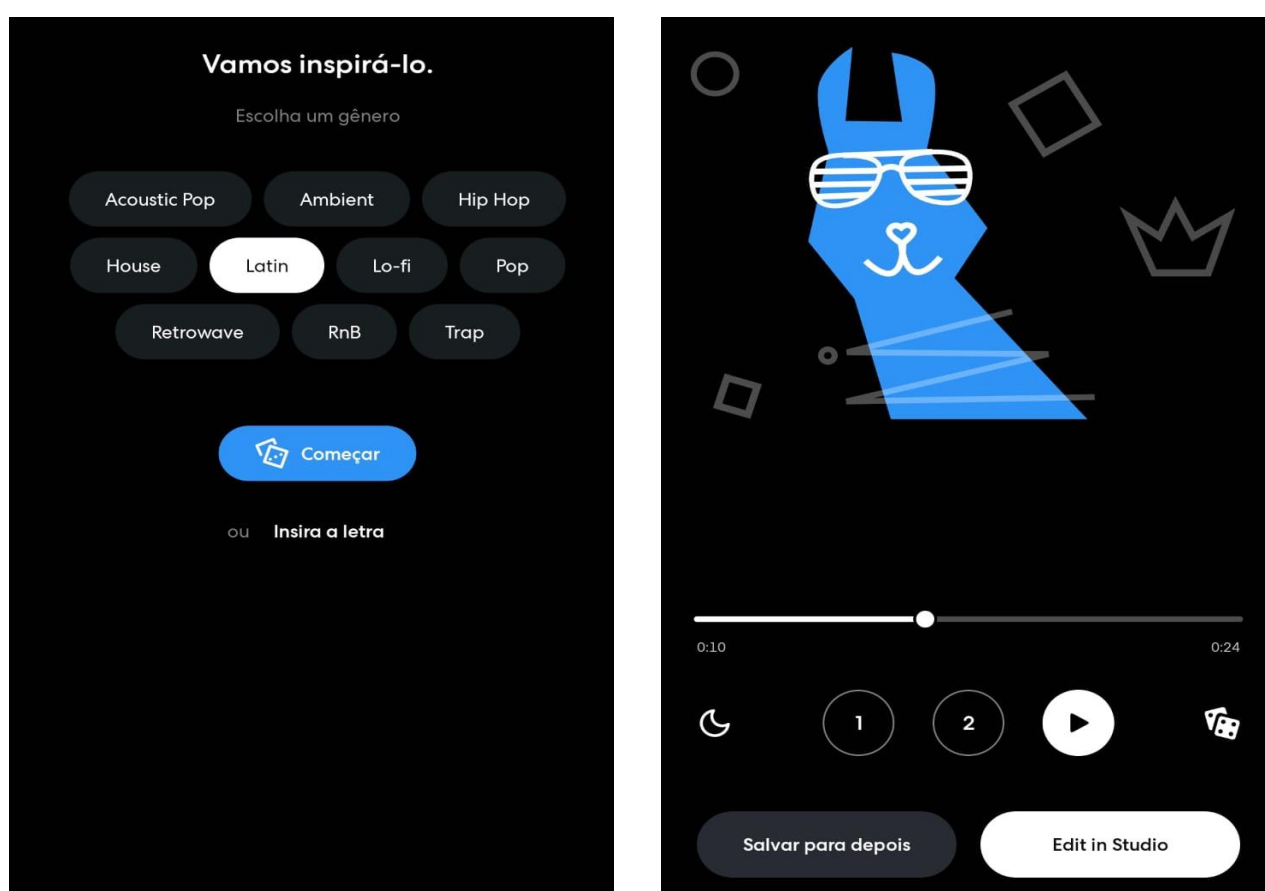 Vamos inspirá-lo.
Escolha um gênero
Acoustic Pop Ambient Hip Hop
House Latin Lo-fi Pop
Retrowave RnB Trap
Começar
ou Insira a letra
0:10 0:24
1 2
Salvar para depois Edit in Studio